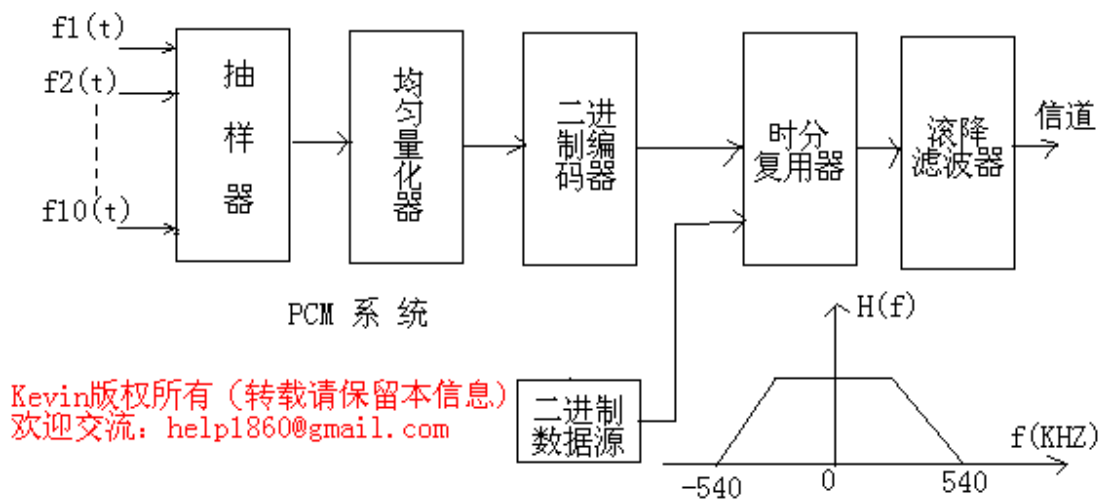 f1(t)
f2(t)
f10(t)
抽样器
均匀量化器
二进制编码器
时分复用器
滚降滤波器
信道
PCM 系 统
H(f)
Kevin版权所有（转载请保留本信息）
欢迎交流：help1860@gmail.com
二进制
数据源
f(KHZ)
-540
0
540